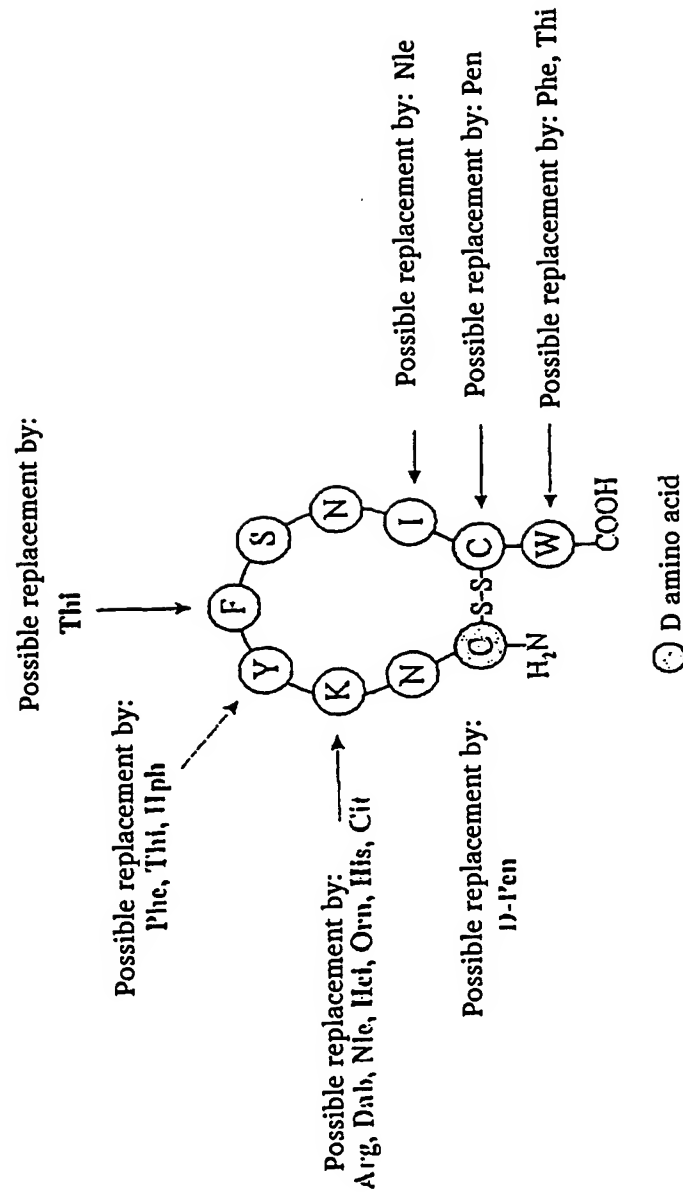 Possible replacement by:
Thi
Possible replacement by:
Phe, Thi, Hph
Possible replacement by:
Arg, Dab, Nle, Hci, Orn, His, Cit
Possible replacement by:
D-Pen
H₂N
C
N
K
Y
F
S
N
I
C
S-S
W
COOH
Possible replacement by: Nle
Possible replacement by: Pen
Possible replacement by: Phe, Thi
D amino acid